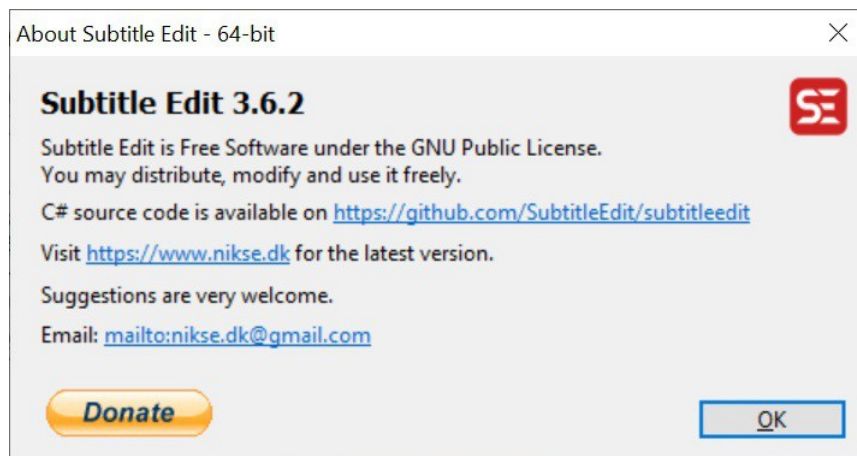 About Subtitle Edit - 64-bit
SE
Subtitle Edit 3.6.2
Subtitle Edit is Free Software under the GNU Public License.
You may distribute, modify and use it freely.
C# source code is available on https://github.com/SubtitleEdit/subtitleedit
Visit https://www.nikse.dk for the latest version.
Suggestions are very welcome.
Email: mailto:nikse.dk@gmail.com
Donate
OK